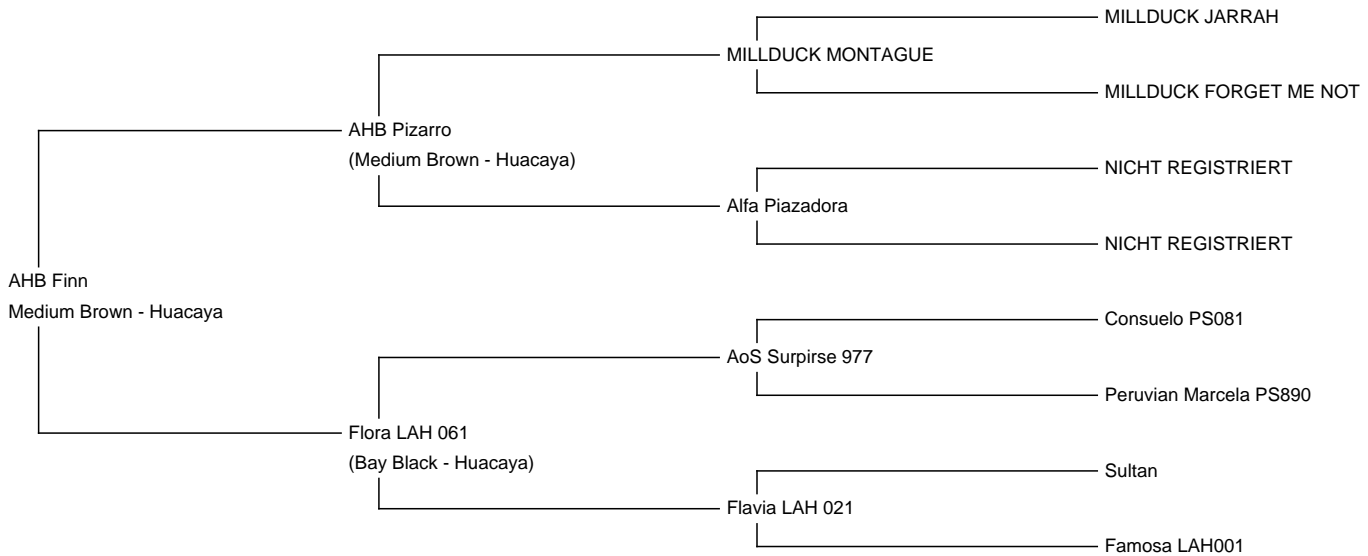 MILLDUCK JARRAH
MILLDUCK MONTAGUE
MILLDUCK FORGET ME NOT
AHB Pizarro
(Medium Brown - Huacaya)
NICHT REGISTRIERT
Alfa Piazadora
NICHT REGISTRIERT
AHB Finn
Medium Brown - Huacaya
Consuelo PS081
AoS Surpirse 977
Peruvian Marcela PS890
Flora LAH 061
(Bay Black - Huacaya)
Sultan
Flavia LAH 021
Famosa LAH001